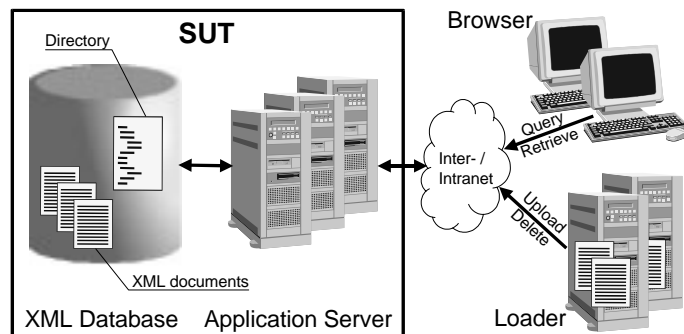 SUT
Directory
XML documents
XML Database
Application Server
Inter- /
Intranet
Browser
Query
Retrieve
Upload
Delete
Loader